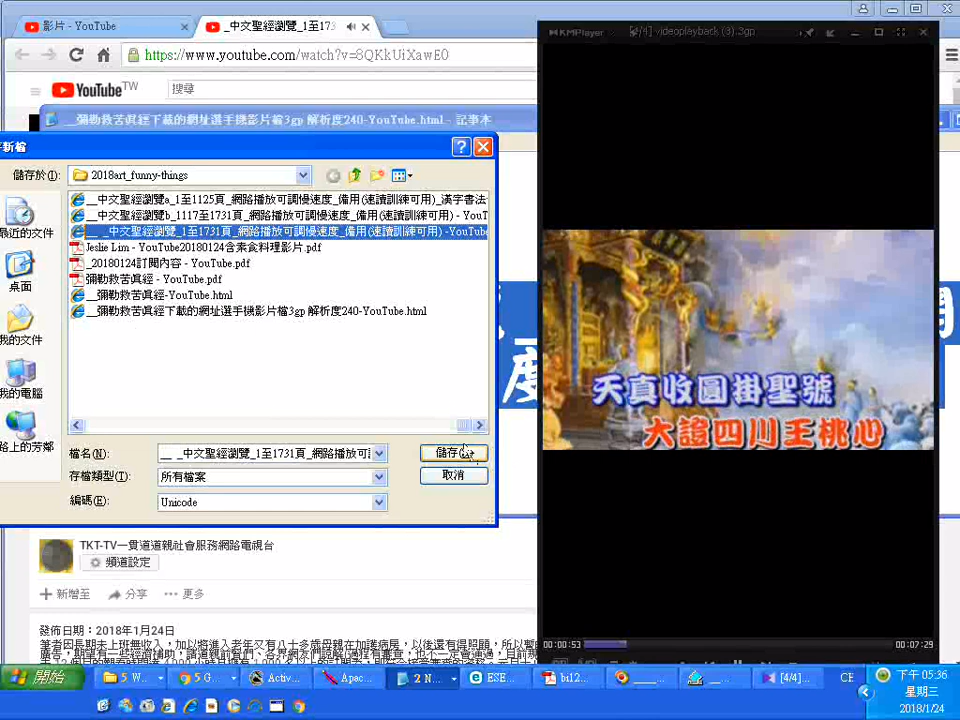 影片 - YouTube
_中文聖經瀏覽_1至173
https://www.youtube.com/watch?v=8QKkUiXawE0
YouTube TW
搜尋
__彌勒救苦眞經下載的網址選手機影片檔3gp 解析度240-YouTube.html - 記事本
KMPlayer
[4/4] videoplayback (3).3gp
存新檔
儲存於(I):
2018art_funny-things
__中文聖經瀏覽a_1至1125頁_網路播放可調慢速度_備用(速讀訓練可用)_漢字書法
__中文聖經瀏覽b_1117至1731頁_網路播放可調慢速度_備用(速讀訓練可用) - YouT
__ _中文聖經瀏覽_1至1731頁_網路播放可調慢速度_備用(速讀訓練可用) -YouTube
Jeslie Lim - YouTube20180124含素食料理影片.pdf
_20180124訂閱內容 - YouTube.pdf
彌勒救苦眞經 - YouTube.pdf
__彌勒救苦眞經-YouTube.html
__彌勒救苦眞經下載的網址選手機影片檔3gp 解析度240-YouTube.html
最近的文件
桌面
我的文件
我的電腦
路上的芳鄰
檔名(N):
__ _中文聖經瀏覽_1至1731頁_網路播放可
儲存(S)
存檔類型(T):
所有檔案
取消
編碼(E):
Unicode
天真收圓掛聖號
大證四川王桃心
TKT-TV一貫道道親社會服務網路電視台
頻道設定
新增至
分享
更多
發佈日期：2018年1月24日
00:00:53
00:07:29
開始
5 W...
5 G...
Activ...
Apac...
2 N...
ESE...
bi12...
[4/4]...
CE
下午 05:36
星期三
2018/1/24